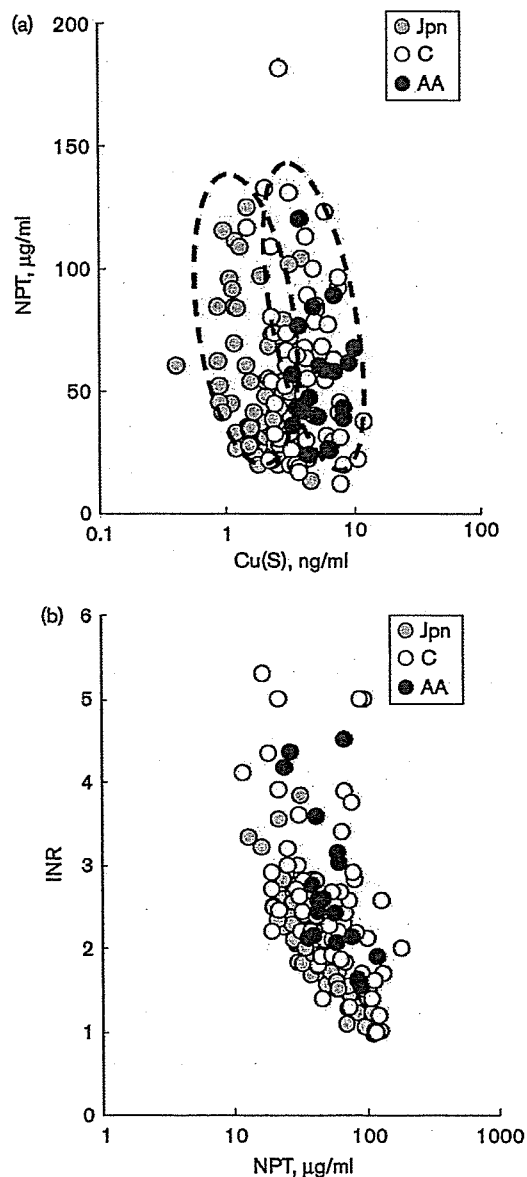 (a)
200
150
100
50
0
NPT, µg/ml
Jpn
C
AA
0.1 1 10 100
Cu(S), ng/ml
(b)
6
5
4
3
2
1
0
INR
Jpn
C
AA
1 10 100 1000
NPT, µg/ml